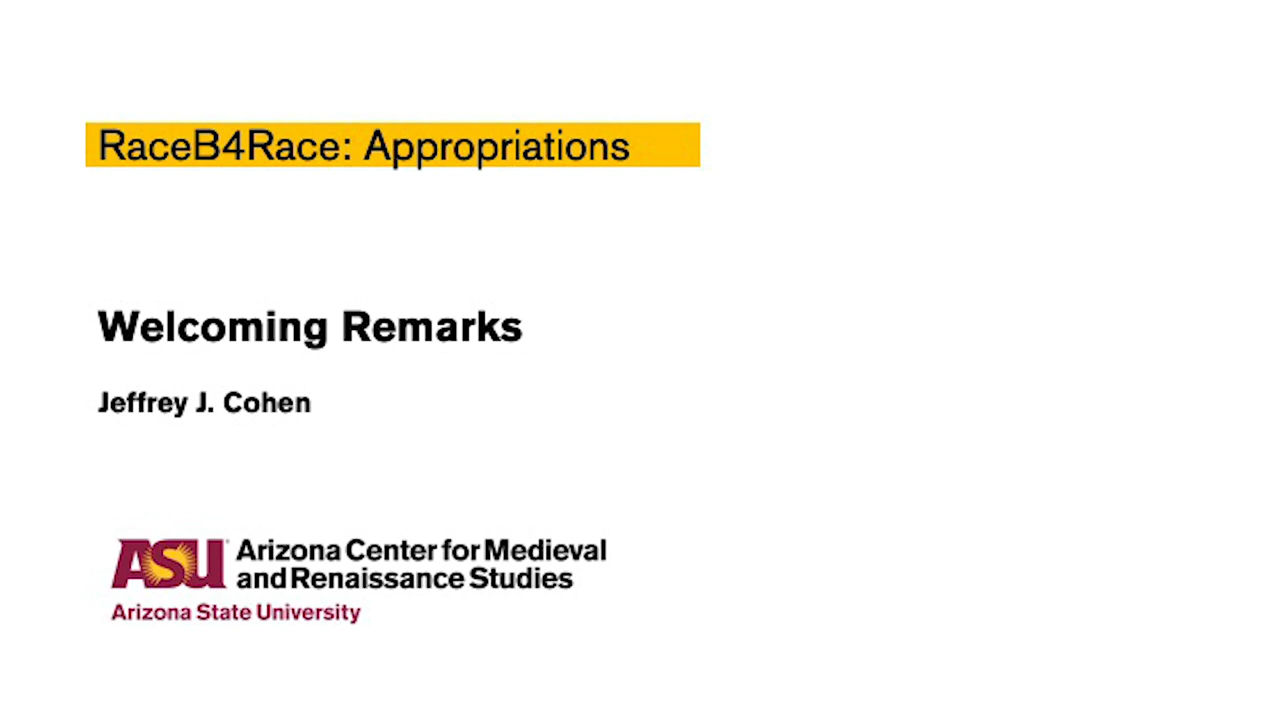 RaceB4Race: Appropriations
Welcoming Remarks
Jeffrey J. Cohen
ASU Arizona Center for Medieval
and Renaissance Studies
Arizona State University